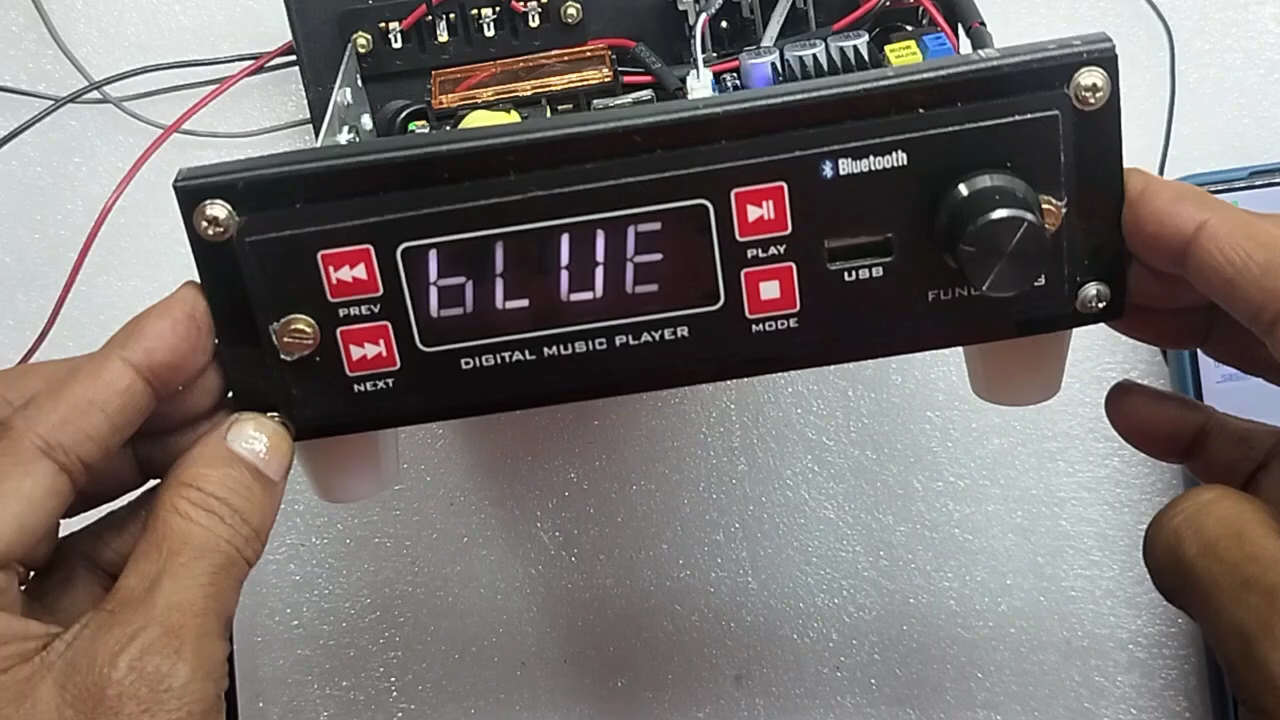 Bluetooth
bLUE
PREV
NEXT
PLAY
MODE
USB
DIGITAL MUSIC PLAYER